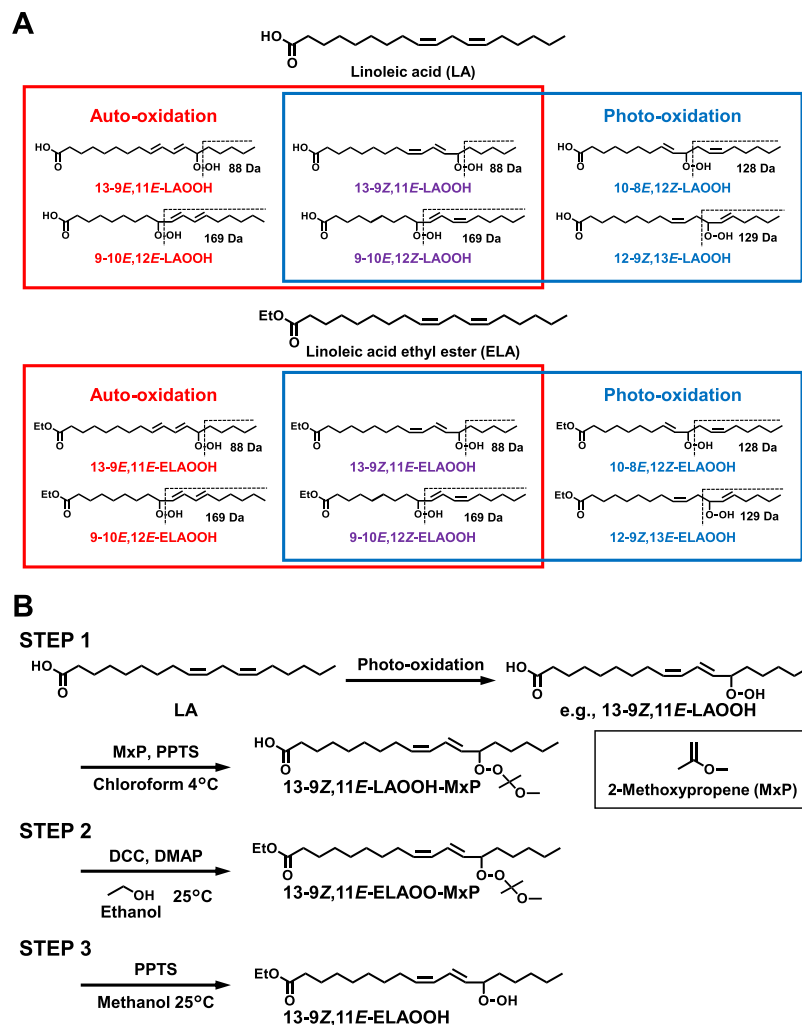 A
HO
O
Linoleic acid (LA)
Auto-oxidation
Photo-oxidation
HO
O
O-OH
88 Da
13-9E,11E-LAOOH
HO
O
O-OH
88 Da
13-9Z,11E-LAOOH
HO
O
O-OH
128 Da
10-8E,12Z-LAOOH
HO
O
O-OH
169 Da
9-10E,12E-LAOOH
HO
O
O-OH
169 Da
9-10E,12Z-LAOOH
HO
O
O-OH
129 Da
12-9Z,13E-LAOOH
EtO
O
Linoleic acid ethyl ester (ELA)
Auto-oxidation
Photo-oxidation
EtO
O
O-OH
88 Da
13-9E,11E-ELAOOH
EtO
O
O-OH
88 Da
13-9Z,11E-ELAOOH
EtO
O
O-OH
128 Da
10-8E,12Z-ELAOOH
EtO
O
O-OH
169 Da
9-10E,12E-ELAOOH
EtO
O
O-OH
169 Da
9-10E,12Z-ELAOOH
EtO
O
O-OH
129 Da
12-9Z,13E-ELAOOH
B
STEP 1
HO
O
LA
Photo-oxidation
HO
O
O-OH
e.g., 13-9Z,11E-LAOOH
MxP, PPTS
Chloroform 4°C
HO
O
O-O
O
13-9Z,11E-LAOOH-MxP
O
2-Methoxypropene (MxP)
STEP 2
DCC, DMAP
OH
25°C
Ethanol
EtO
O
O-O
O
13-9Z,11E-ELAOO-MxP
STEP 3
PPTS
Methanol 25°C
EtO
O
O-OH
13-9Z,11E-ELAOOH